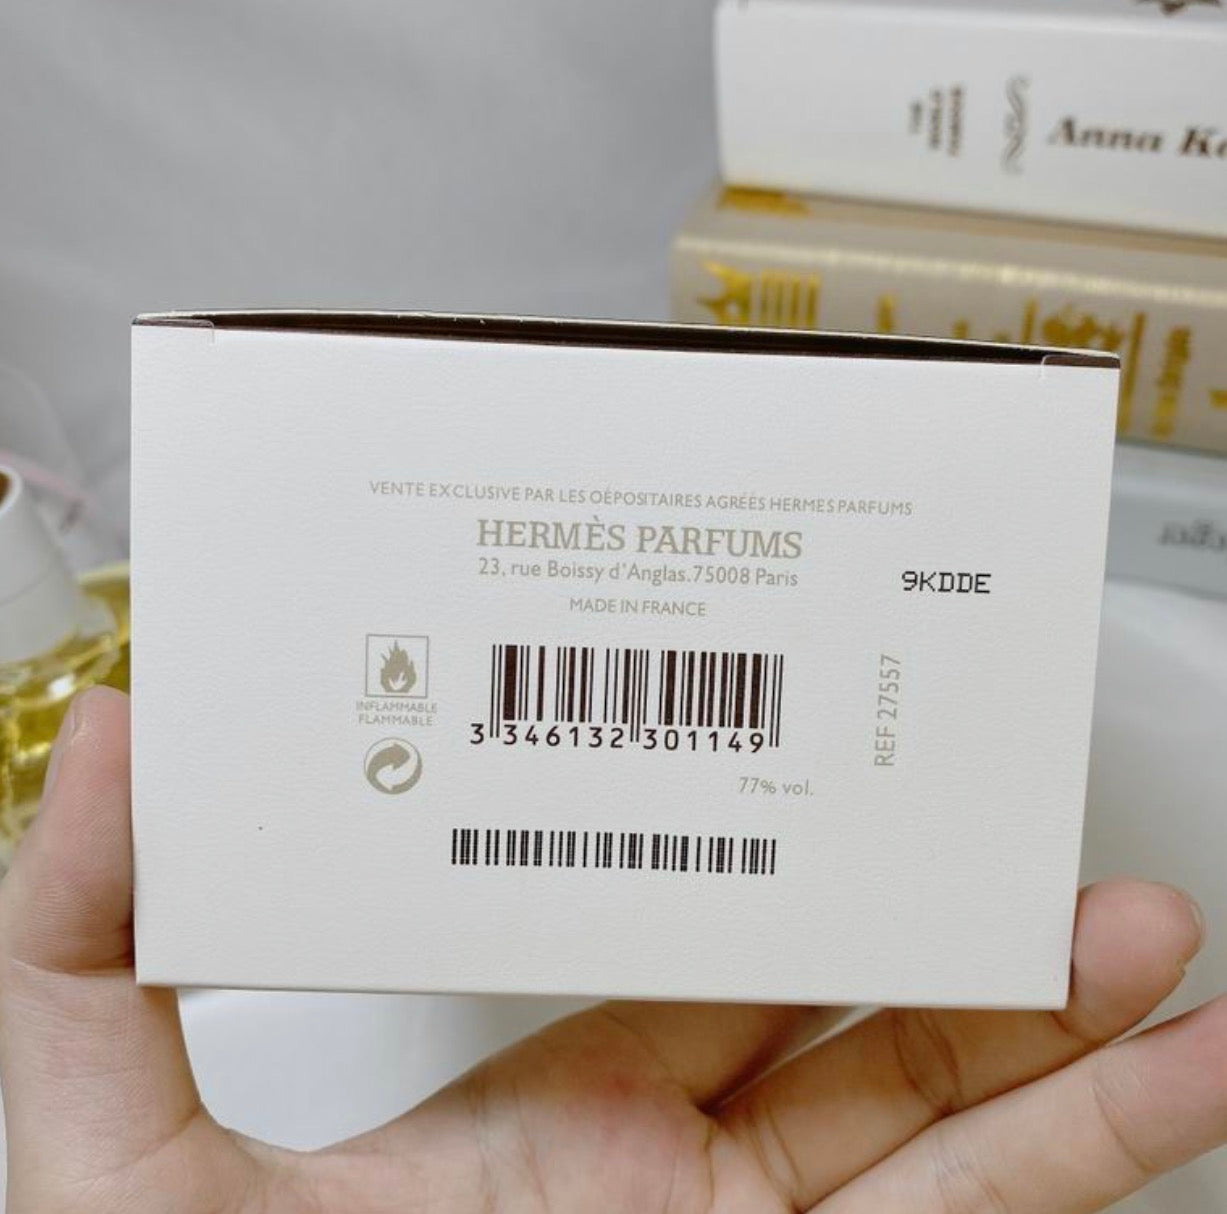 Anna
VENTE EXCLUSIVE PAR LES OÉPOSITAIRES AGRÉÉS HERMES PARFUMS
HERMÈS PARFUMS
23, rue Boissy d'Anglas.75008 Paris
MADE IN FRANCE
9KDDE
INFLAMMABLE
FLAMMABLE
3 346132 301149
REF 27557
77% vol.